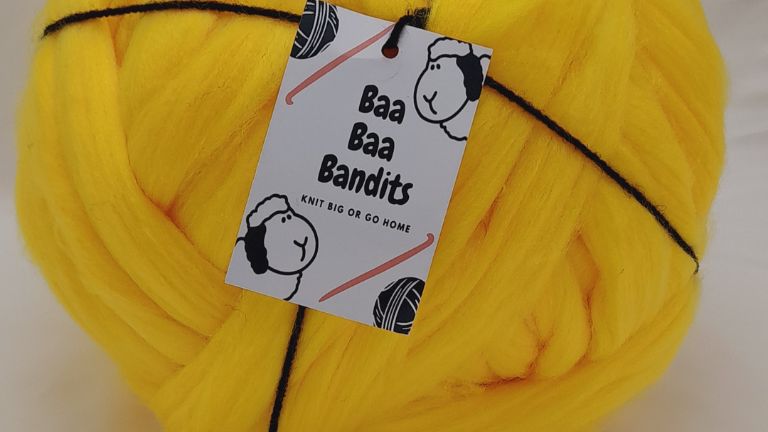 Baa
Baa
Bandits
KNIT BIG OR GO HOME